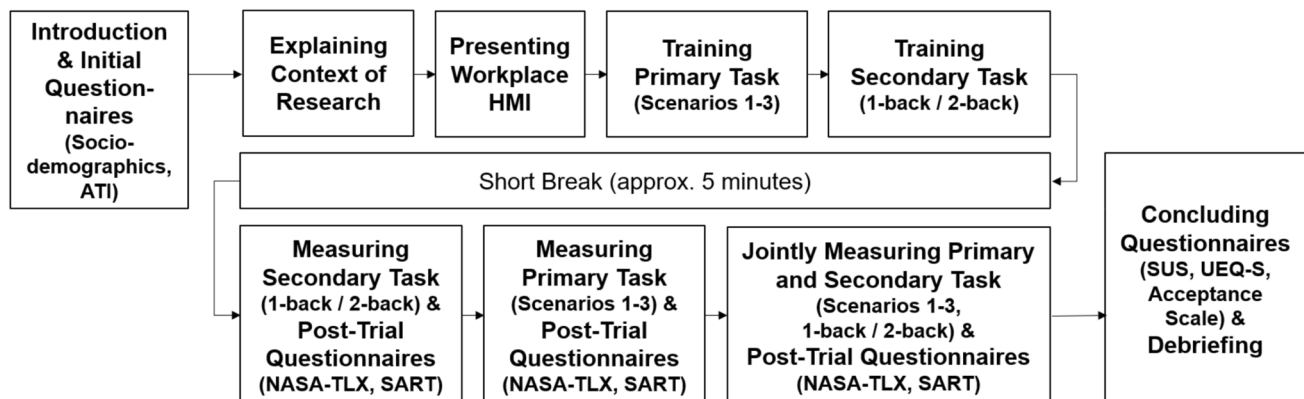 Introduction
& Initial
Question-
naires
(Socio-
demographics,
ATI)
Explaining
Context of
Research
Presenting
Workplace
HMI
Training
Primary Task
(Scenarios 1-3)
Training
Secondary Task
(1-back / 2-back)
Short Break (approx. 5 minutes)
Measuring
Secondary Task
(1-back / 2-back) &
Post-Trial
Questionnaires
(NASA-TLX, SART)
Measuring
Primary Task
(Scenarios 1-3) &
Post-Trial
Questionnaires
(NASA-TLX, SART)
Jointly Measuring Primary
and Secondary Task
(Scenarios 1-3,
1-back / 2-back) &
Post-Trial Questionnaires
(NASA-TLX, SART)
Concluding
Questionnaires
(SUS, UEQ-S,
Acceptance
Scale) &
Debriefing